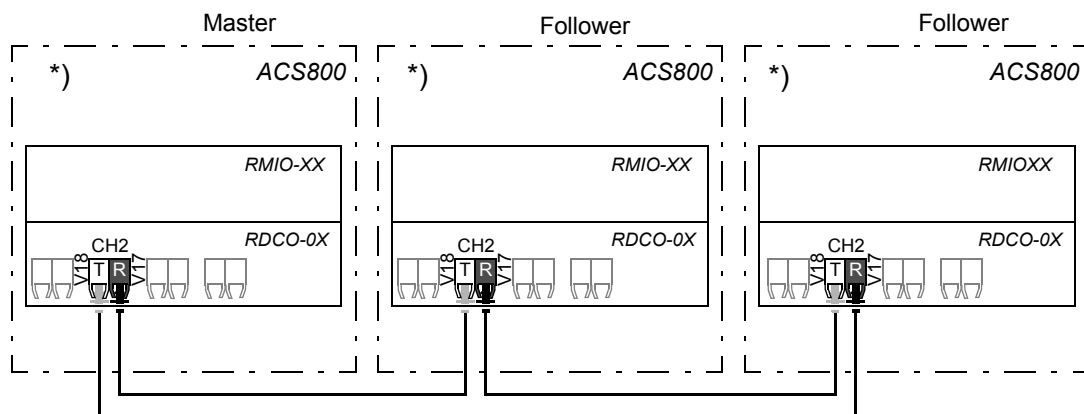 Master Follower Follower
*) ACS800 *) ACS800 *) ACS800
RMIO-XX RMIO-XX RMIOXX
CH2 RDCO-0X CH2 RDCO-0X CH2 RDCO-0X
V18 T R V17 V18 T R V17 V18 T R V17